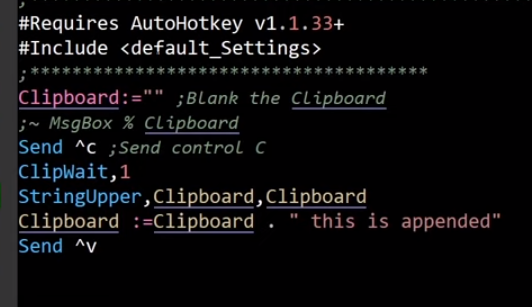 #Requires AutoHotkey v1.1.33+
#Include <default_Settings>
;**************************************
Clipboard:="" ;Blank the Clipboard
;~ MsgBox % Clipboard
Send ^c ;Send control C
ClipWait,1
StringUpper,Clipboard,Clipboard
Clipboard :=Clipboard . " this is appended"
Send ^v